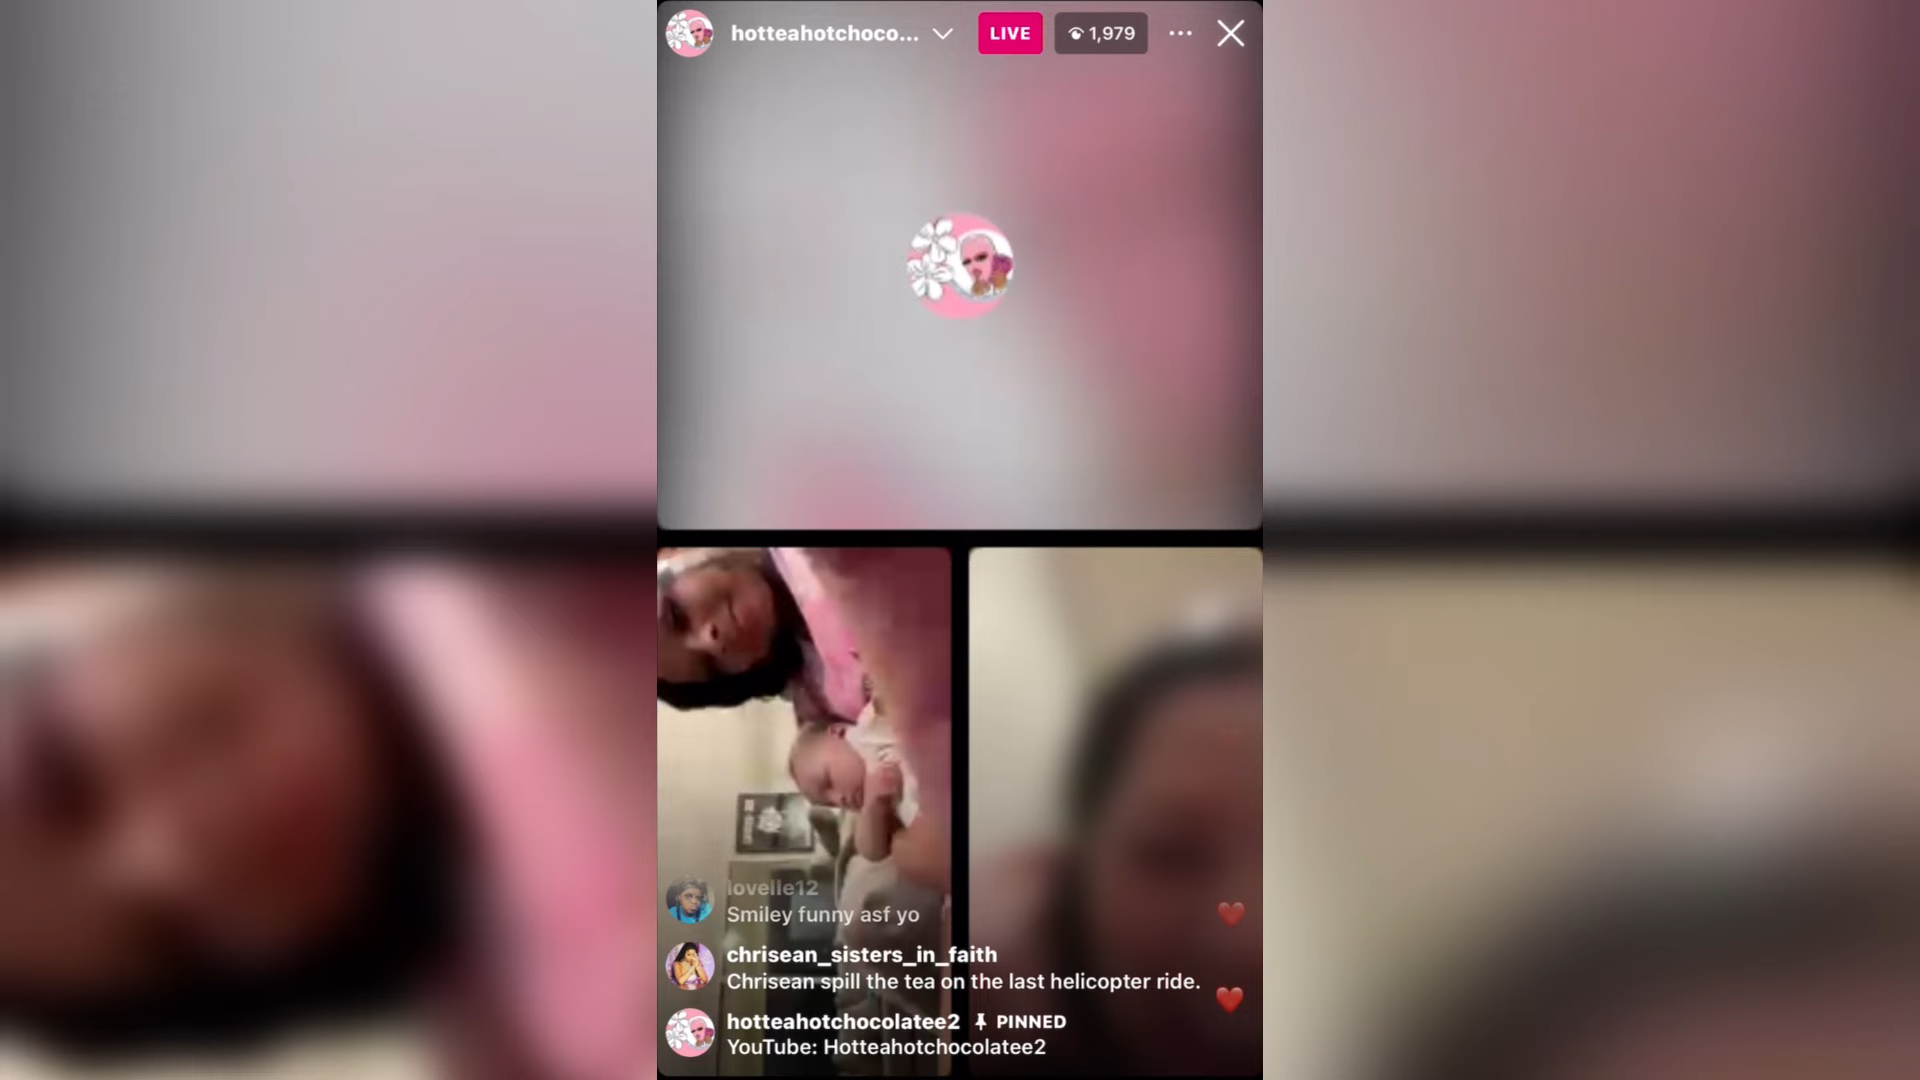 hotteahotchoco...
LIVE
1,979
lovelle12
Smiley funny asf yo
chrisean_sisters_in_faith
Chrisean spill the tea on the last helicopter ride.
hotteahotchocolatee2 PINNED
YouTube: Hotteahotchocolatee2